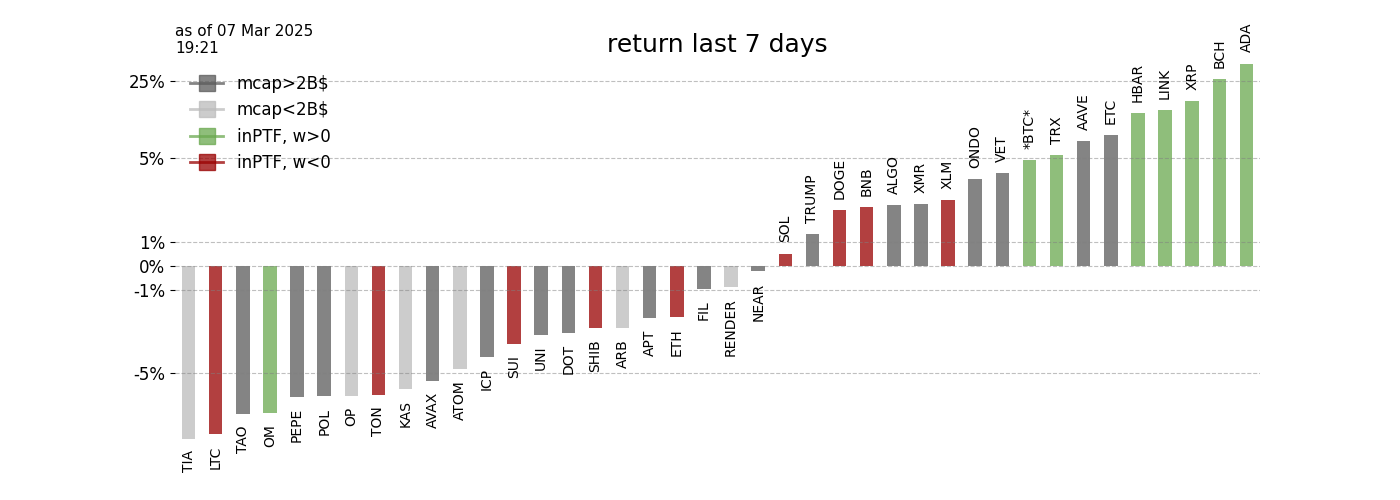 as of 07 Mar 2025
19:21
return last 7 days
mcap>2B$
mcap<2B$
inPTF, w>0
inPTF, w<0
25%
5%
1%
0%
-1%
-5%
TIA
LTC
TAO
OM
PEPE
POL
OP
TON
KAS
AVAX
ATOM
ICP
SUI
UNI
DOT
SHIB
ARB
APT
ETH
FIL
RENDER
NEAR
SOL
TRUMP
DOGE
BNB
ALGO
XMR
XLM
ONDO
VET
*BTC*
TRX
AAVE
ETC
HBAR
LINK
XRP
BCH
ADA